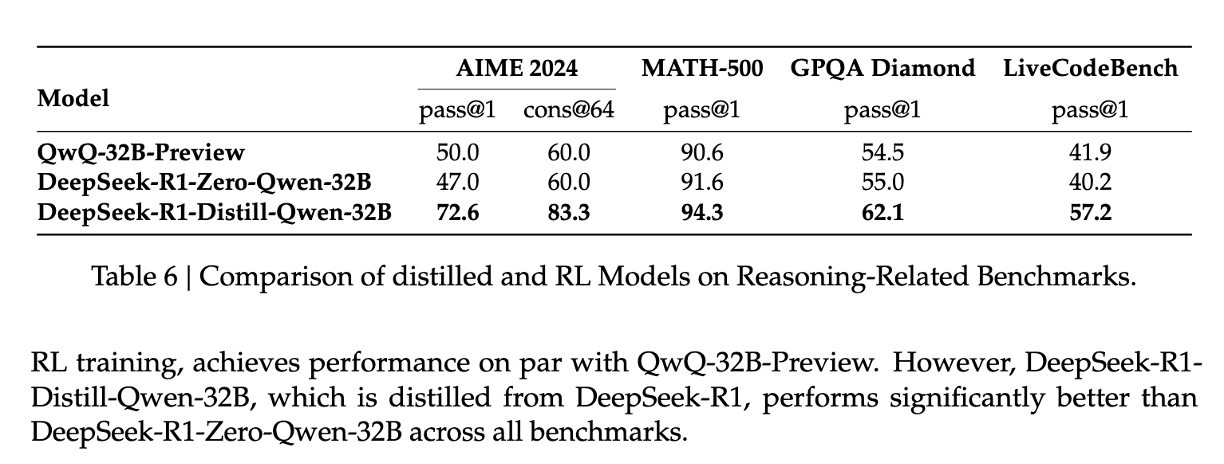 AIME 2024 MATH-500 GPQA Diamond LiveCodeBench
Model
pass@1 cons@64 pass@1 pass@1 pass@1
QwQ-32B-Preview 50.0 60.0 90.6 54.5 41.9
DeepSeek-R1-Zero-Qwen-32B 47.0 60.0 91.6 55.0 40.2
DeepSeek-R1-Distill-Qwen-32B 72.6 83.3 94.3 62.1 57.2
Table 6 | Comparison of distilled and RL Models on Reasoning-Related Benchmarks.
RL training, achieves performance on par with QwQ-32B-Preview. However, DeepSeek-R1-
Distill-Qwen-32B, which is distilled from DeepSeek-R1, performs significantly better than
DeepSeek-R1-Zero-Qwen-32B across all benchmarks.